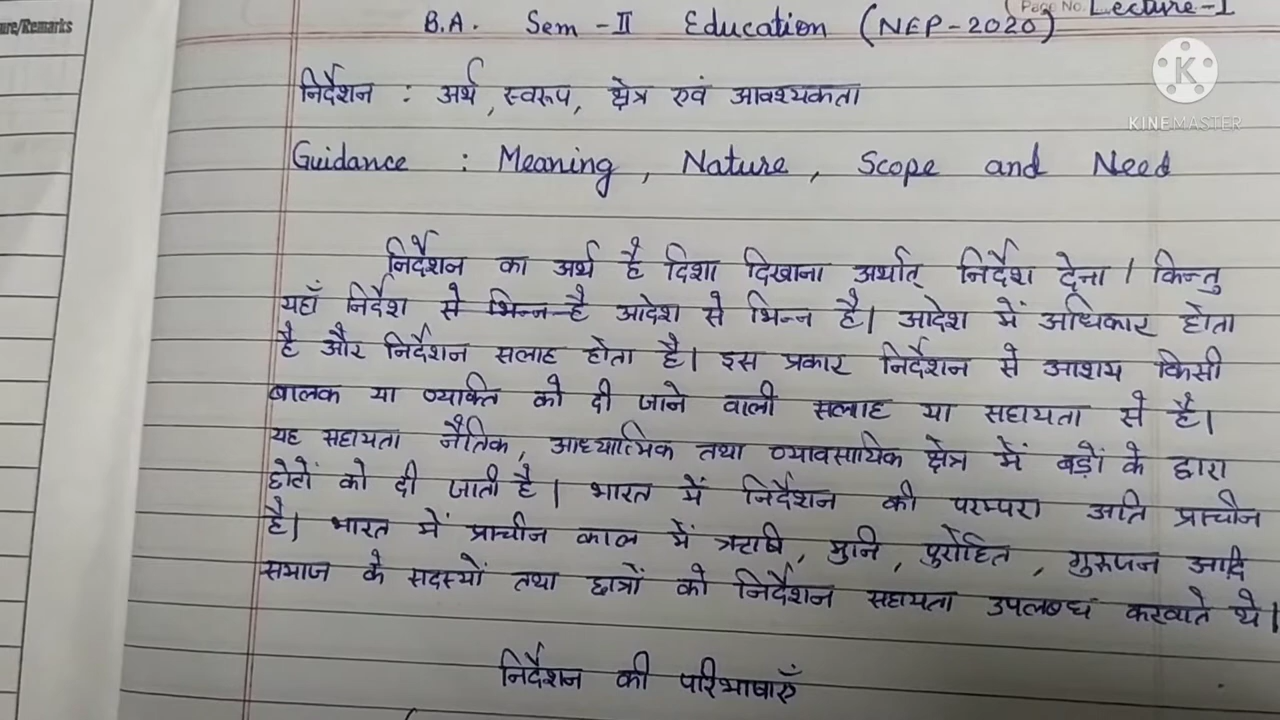 ure/Remarks
Page No. Lecture-I
B.A. Sem-II Education (NEP-2020)
KINEMASTER
निर्देशन : अर्थ, स्वरूप, क्षेत्र एवं आवश्यकता
Guidance : Meaning, Nature, Scope and Need
निर्देशन का अर्थ है दिशा दिखाना अर्थात् निर्देश देना। किन्तु
यहाँ निर्देश से भिन्न है आदेश से भिन्न है। आदेश में अधिकार होता
है और निर्देशन सलाह होता है। इस प्रकार निर्देशन से आशय किसी
बालक या व्यक्ति को दी जाने वाली सलाह या सहायता से है।
यह सहायता नैतिक, आध्यात्मिक तथा व्यावसायिक क्षेत्र में बड़ों के द्वारा
छोटों को दी जाती है। भारत में निर्देशन की परम्परा अति प्राचीन
है। भारत में प्राचीन काल में ऋषि, मुनि, पुरोहित, गुरुजन आदि
समाज के सदस्यों तथा छात्रों को निर्देशन सहायता उपलब्ध करवाते थे।
निर्देशन की परिभाषाएँ